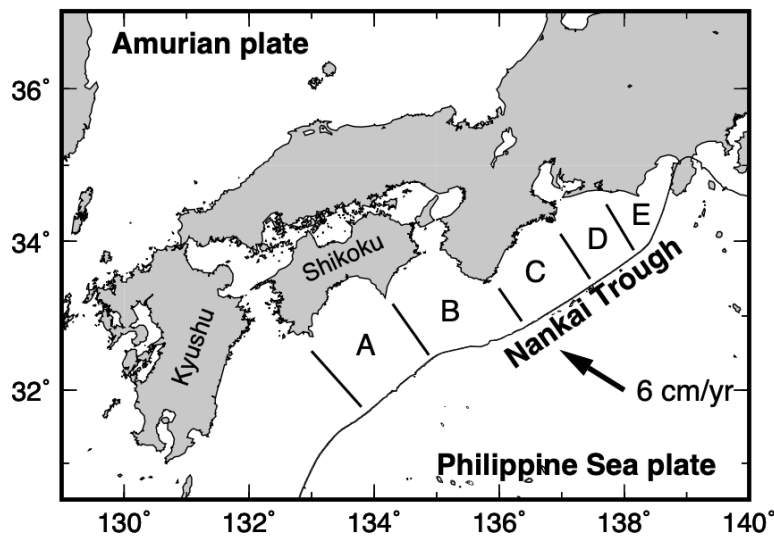 Amurian plate
36°
34°
32°
Shikoku
Kyushu
A
B
C
D
E
Nankai Trough
6 cm/yr
Philippine Sea plate
130° 132° 134° 136° 138° 140°